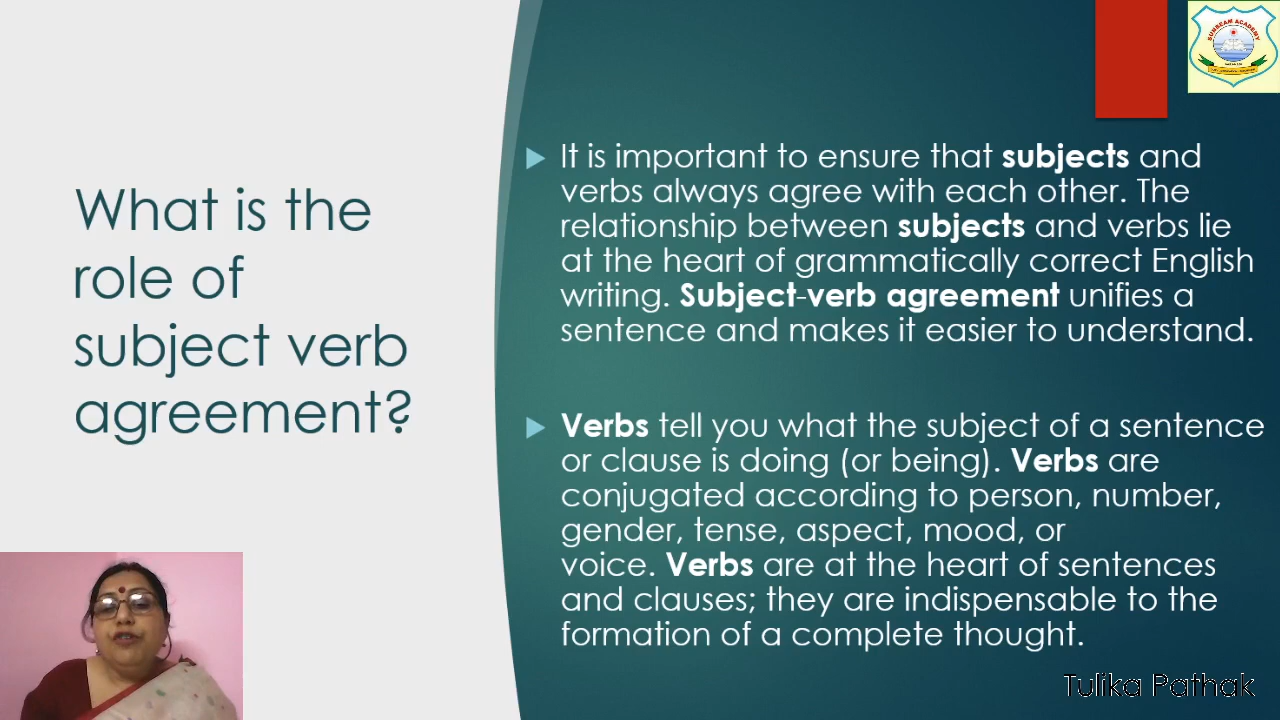 What is the
role of
subject verb
agreement?
It is important to ensure that subjects and
verbs always agree with each other. The
relationship between subjects and verbs lie
at the heart of grammatically correct English
writing. Subject-verb agreement unifies a
sentence and makes it easier to understand.
Verbs tell you what the subject of a sentence
or clause is doing (or being). Verbs are
conjugated according to person, number,
gender, tense, aspect, mood, or
voice. Verbs are at the heart of sentences
and clauses; they are indispensable to the
formation of a complete thought.
SUNBEAM ACADEMY
Tulika Pathak